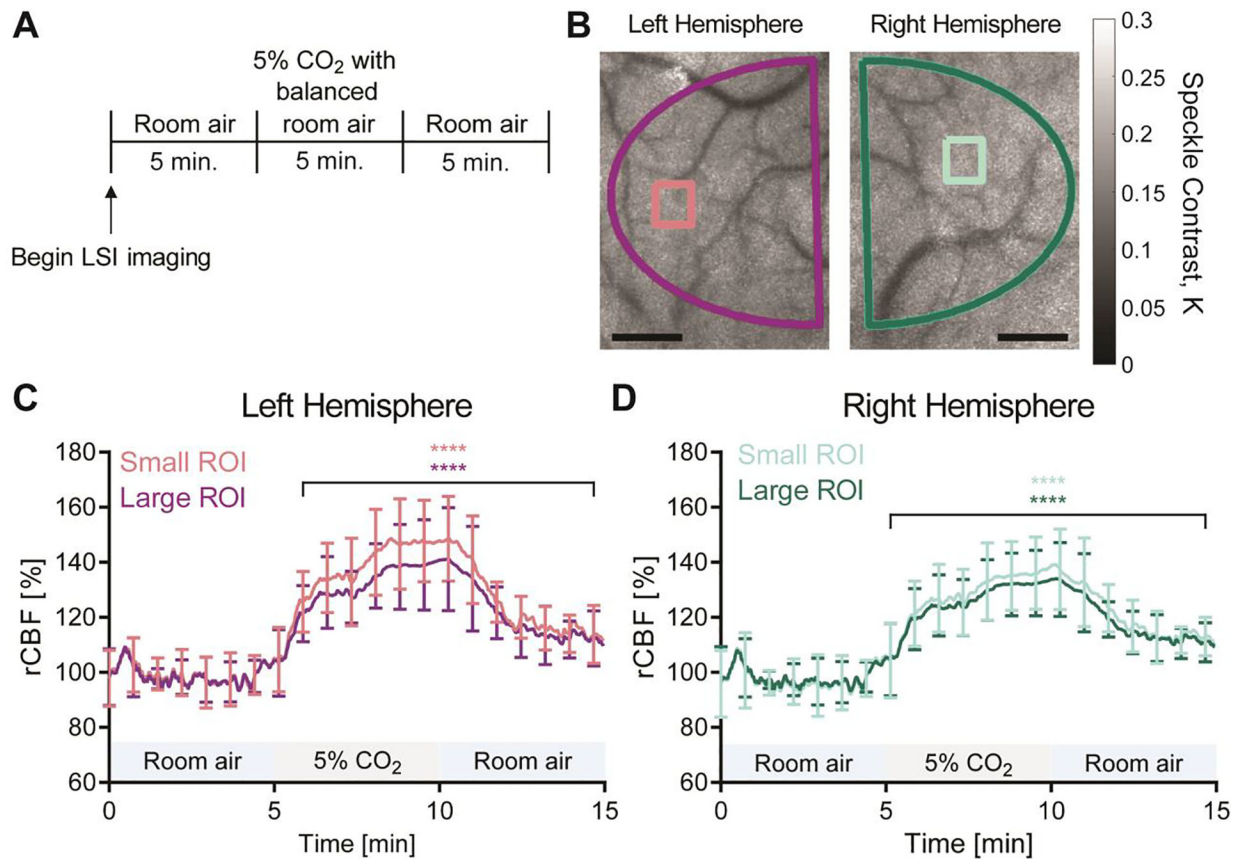 A
5% CO2 with
balanced
Room air
room air
Room air
5 min.
5 min.
5 min.
Begin LSI imaging
B
Left Hemisphere
Right Hemisphere
0.3
0.25
0.2
0.15
0.1
0.05
0
Speckle Contrast, K
C
Left Hemisphere
180
160
140
120
100
80
60
rCBF [%]
Small ROI
Large ROI
****
****
Room air
5% CO2
Room air
0
5
10
15
Time [min]
D
Right Hemisphere
180
160
140
120
100
80
60
rCBF [%]
Small ROI
Large ROI
****
****
Room air
5% CO2
Room air
0
5
10
15
Time [min]